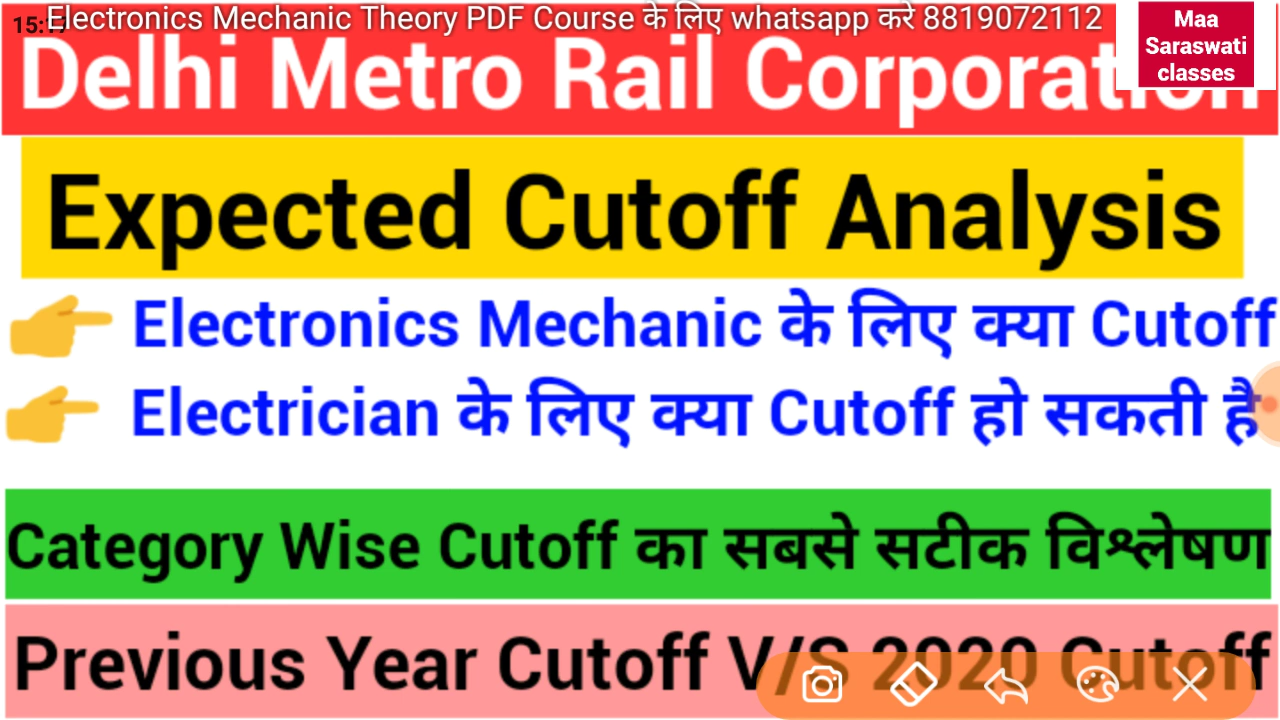 Electronics Mechanic Theory PDF Course के लिए whatsapp करे 8819072112
Maa
Saraswati
classes
Delhi Metro Rail Corporation
Expected Cutoff Analysis
👉 Electronics Mechanic के लिए क्या Cutoff
👉 Electrician के लिए क्या Cutoff हो सकती है
Category Wise Cutoff का सबसे सटीक विश्लेषण
Previous Year Cutoff V/S 2020 Cutoff